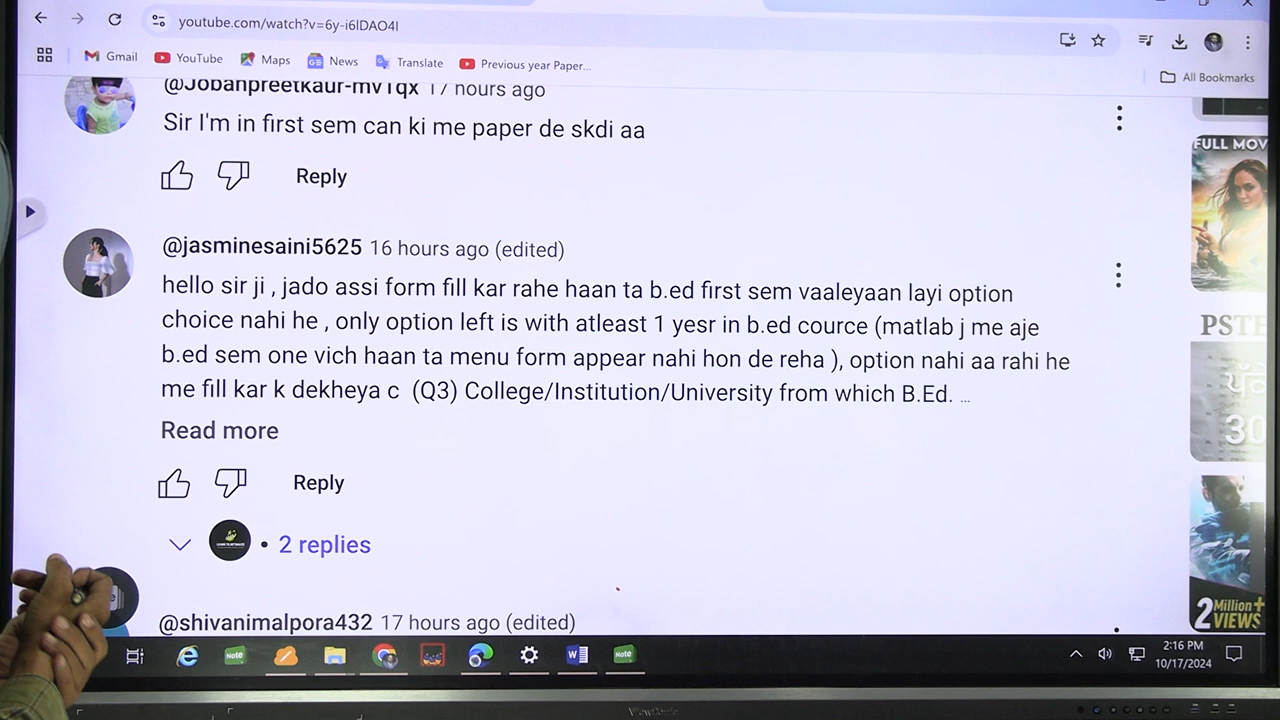 youtube.com/watch?v=6y-i6lDAO4I
Gmail YouTube Maps News Translate Previous year Paper...
All Bookmarks
@Jobanpreetkaur-mv1qx 17 hours ago
Sir I'm in first sem can ki me paper de skdi aa
Reply
@jasminesaini5625 16 hours ago (edited)
hello sir ji , jado assi form fill kar rahe haan ta b.ed first sem vaaleyaan layi option
choice nahi he , only option left is with atleast 1 yesr in b.ed cource (matlab j me aje
b.ed sem one vich haan ta menu form appear nahi hon de reha ), option nahi aa rahi he
me fill kar k dekheya c (Q3) College/Institution/University from which B.Ed. ...
Read more
Reply
• 2 replies
@shivanimalpora432 17 hours ago (edited)
FULL MOV
PSTE
30
2 Million+
VIEWS
Note
Note
2:16 PM
10/17/2024
ViewSonic